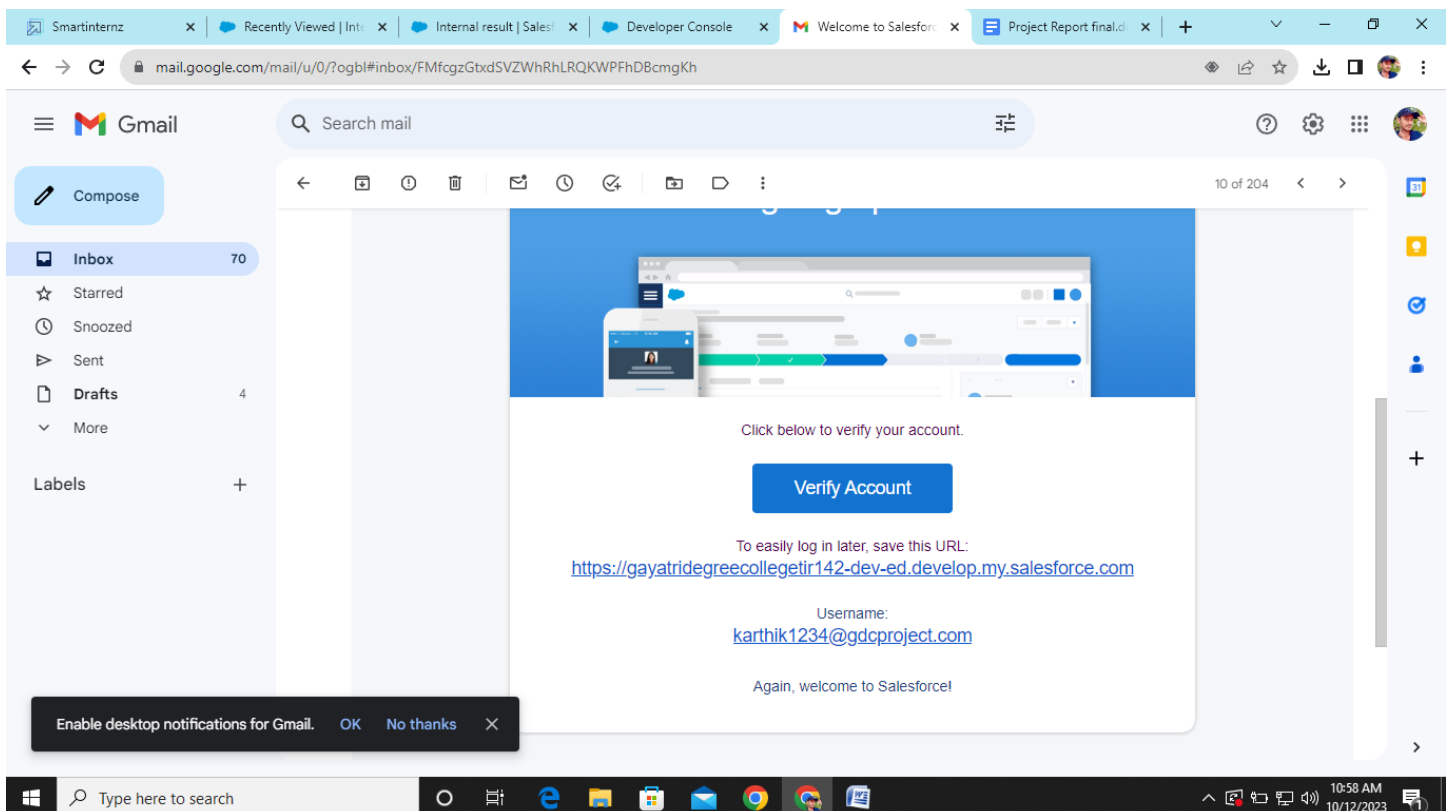 Smartinternz
Recently Viewed | Inte
Internal result | Salesf
Developer Console
Welcome to Salesforc
Project Report final.d
mail.google.com/mail/u/0/?ogbl#inbox/FMfcgzGtxdSVZWhRhLRQKWPFhDBcmgKh
Gmail
Search mail
Compose
10 of 204
31
Inbox 70
Starred
Snoozed
Sent
Drafts 4
More
Labels
Click below to verify your account.
Verify Account
To easily log in later, save this URL:
https://gayatridegreecollegetir142-dev-ed.develop.my.salesforce.com
Username:
karthik1234@gdcproject.com
Again, welcome to Salesforce!
Enable desktop notifications for Gmail. OK No thanks
Type here to search
10:58 AM
10/12/2023
1